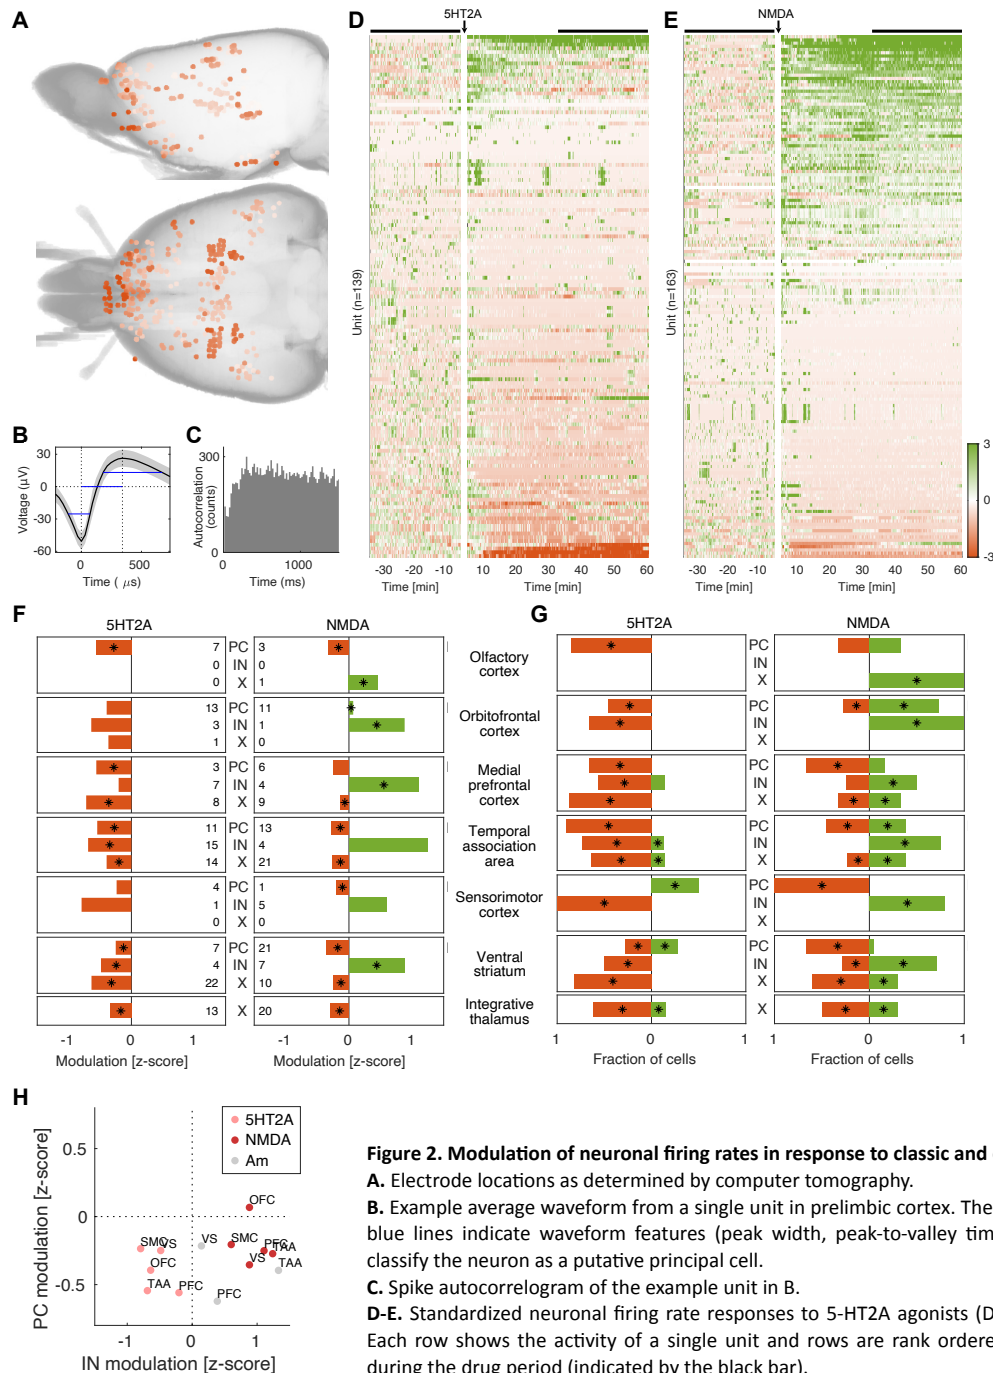 A
D
5HT2A
E
NMDA
Unit (n=139)
Unit (n=163)
-30 -20 -10 10 20 30 40 50 60
Time [min] Time [min]
-30 -20 -10 10 20 30 40 50 60
Time [min] Time [min]
3
0
-3
B
Voltage (µV)
30
0
-30
-60
0 500
Time ( µs)
C
Autocorrelation
(counts)
300
0
0 1000
Time (ms)
F
5HT2A NMDA
7 PC 3
0 IN 0
0 X 1
13 PC 11
3 IN 1
1 X 0
3 PC 6
7 IN 4
8 X 9
11 PC 13
15 IN 4
14 X 21
4 PC 1
1 IN 5
0 X 0
7 PC 21
4 IN 7
22 X 10
13 X 20
-1 0 1
Modulation [z-score]
-1 0 1
Modulation [z-score]
Olfactory
cortex
Orbitofrontal
cortex
Medial
prefrontal
cortex
Temporal
association
area
Sensorimotor
cortex
Ventral
striatum
Integrative
thalamus
G
5HT2A NMDA
PC
IN
X
PC
IN
X
PC
IN
X
PC
IN
X
PC
IN
X
PC
IN
X
X
1 0 1
Fraction of cells
1 0 1
Fraction of cells
H
PC modulation [z-score]
0.5
0
-0.5
-1 0 1
IN modulation [z-score]
5HT2A
NMDA
Am
OFC
SMC VS VS SMC PFC TAA
OFC VS
TAA PFC PFC TAA
Figure 2. Modulation of neuronal firing rates in response to classic and
A. Electrode locations as determined by computer tomography.
B. Example average waveform from a single unit in prelimbic cortex. The
blue lines indicate waveform features (peak width, peak-to-valley tim
classify the neuron as a putative principal cell.
C. Spike autocorrelogram of the example unit in B.
D-E. Standardized neuronal firing rate responses to 5-HT2A agonists (D
Each row shows the activity of a single unit and rows are rank ordere
during the drug period (indicated by the black bar).